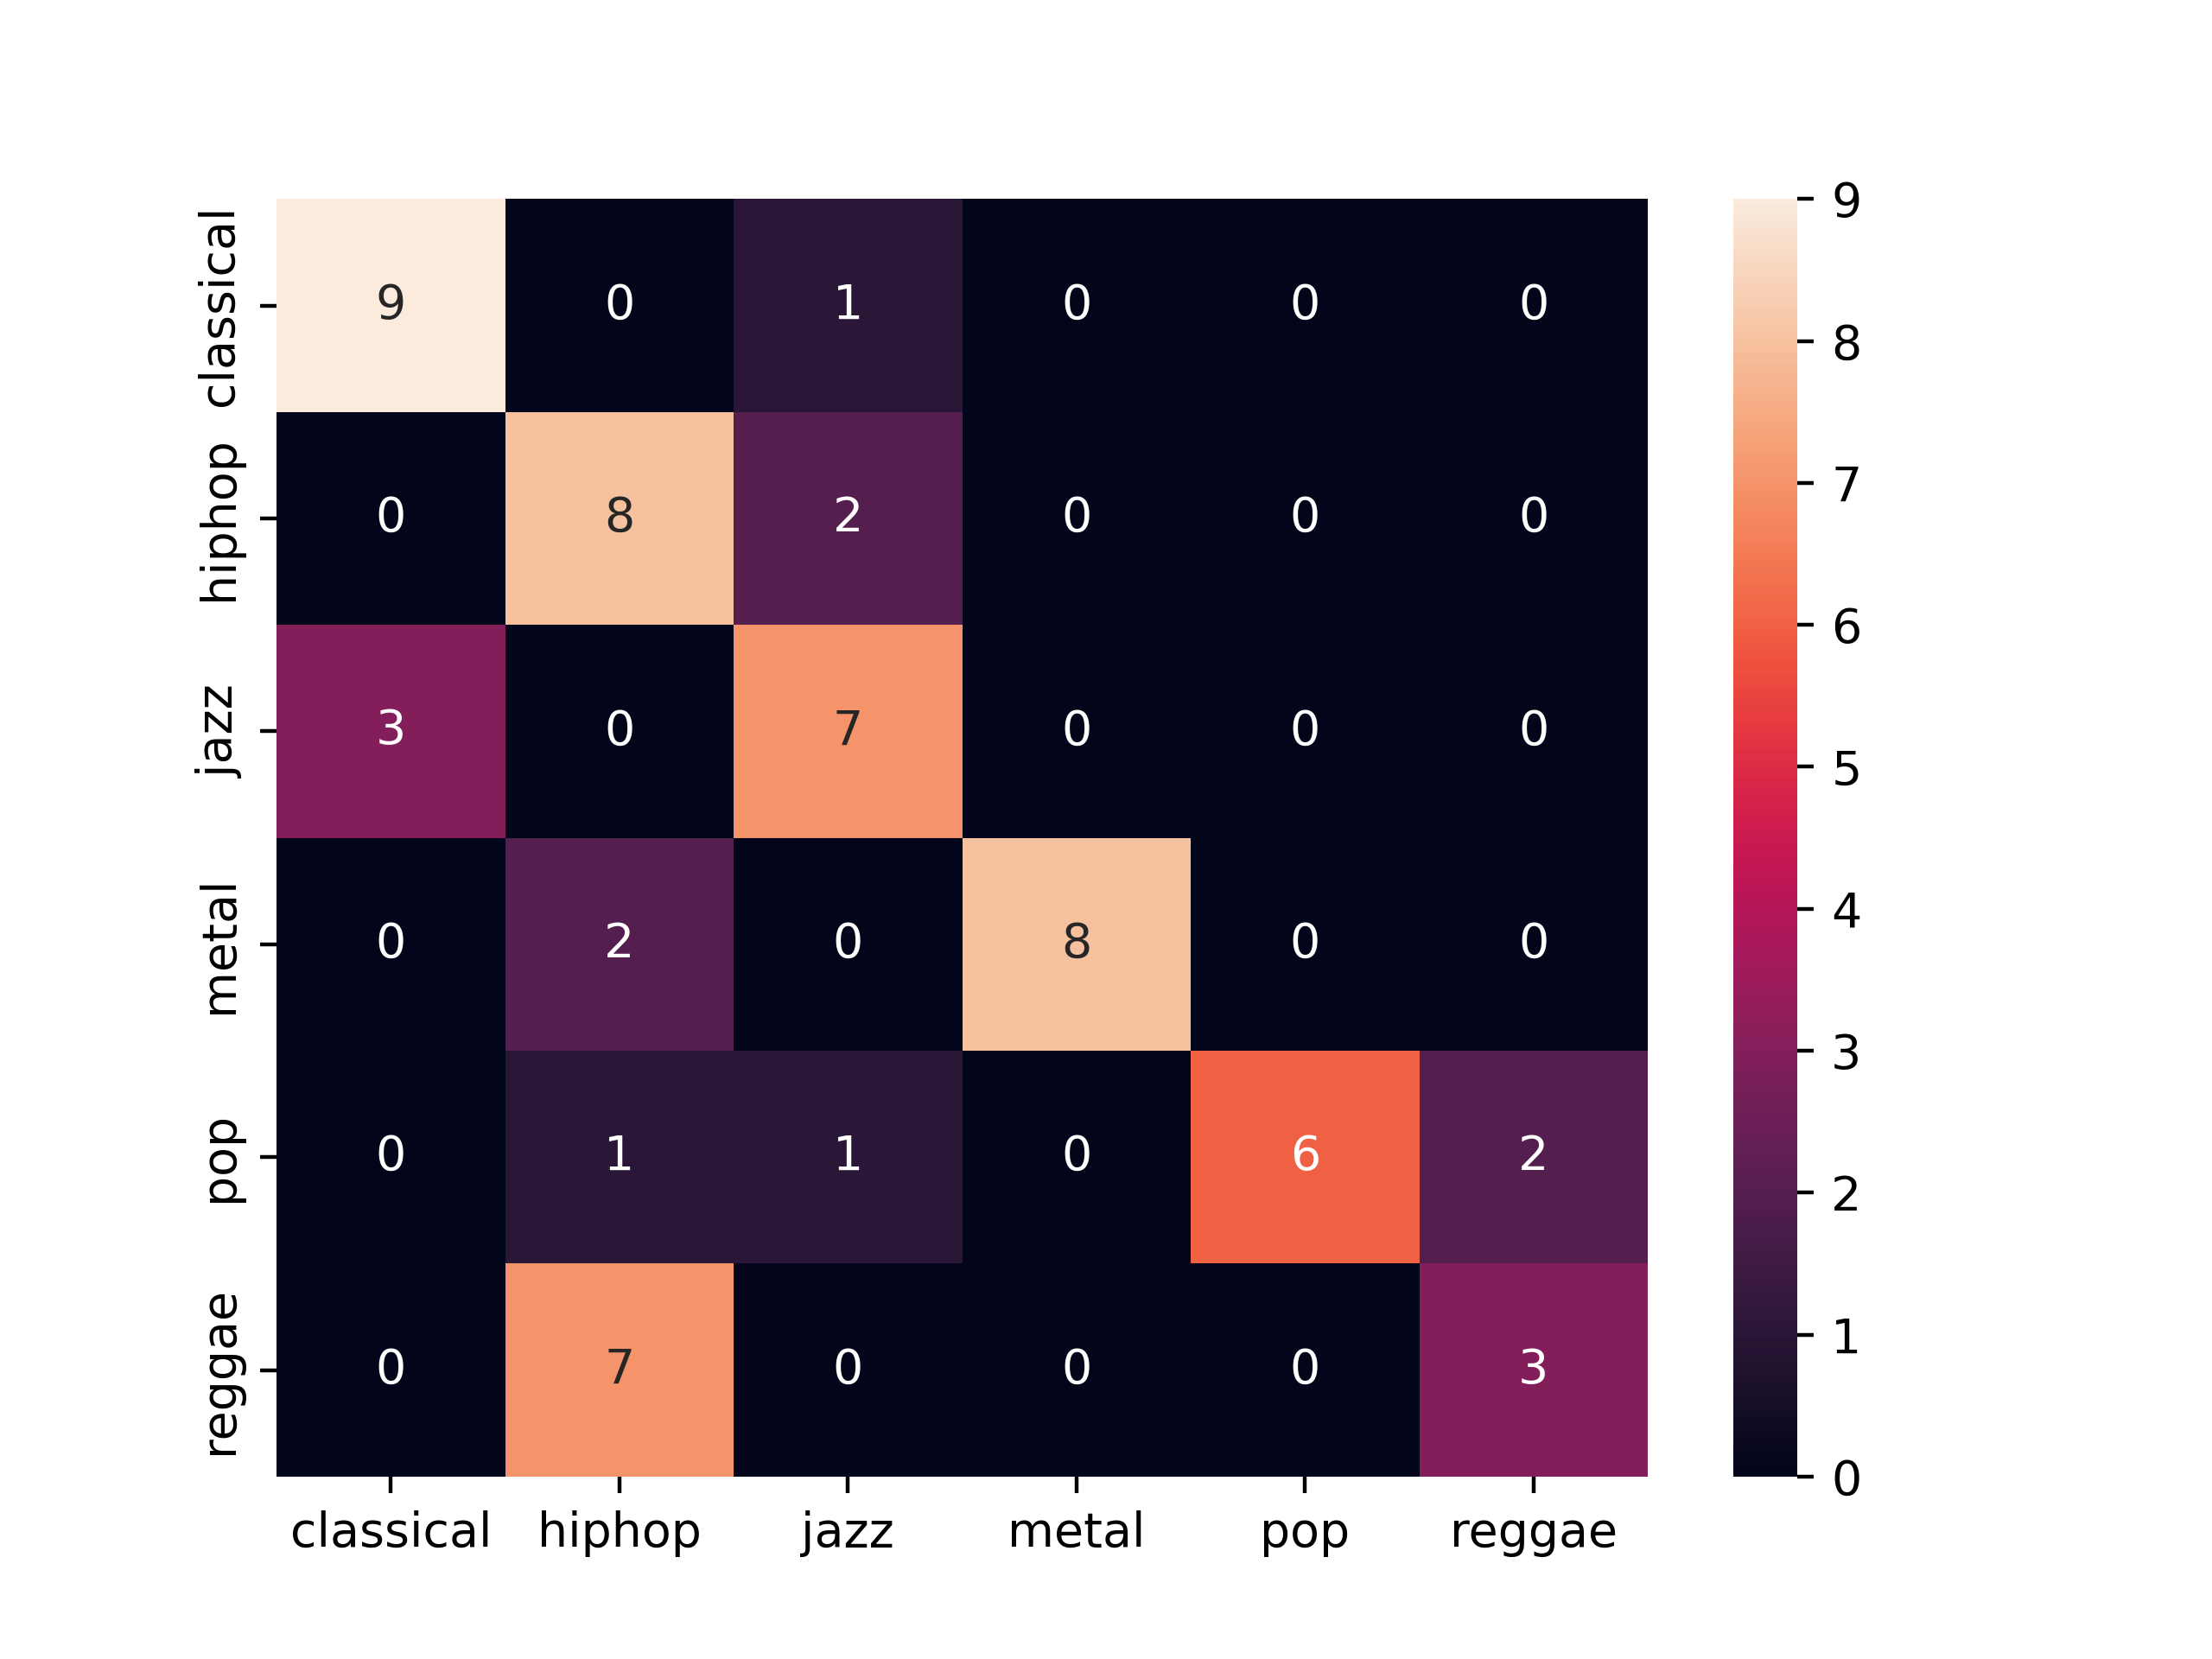 classical 9 0 1 0 0 0
hiphop 0 8 2 0 0 0
jazz 3 0 7 0 0 0
metal 0 2 0 8 0 0
pop 0 1 1 0 6 2
reggae 0 7 0 0 0 3
classical hiphop jazz metal pop reggae
9
8
7
6
5
4
3
2
1
0